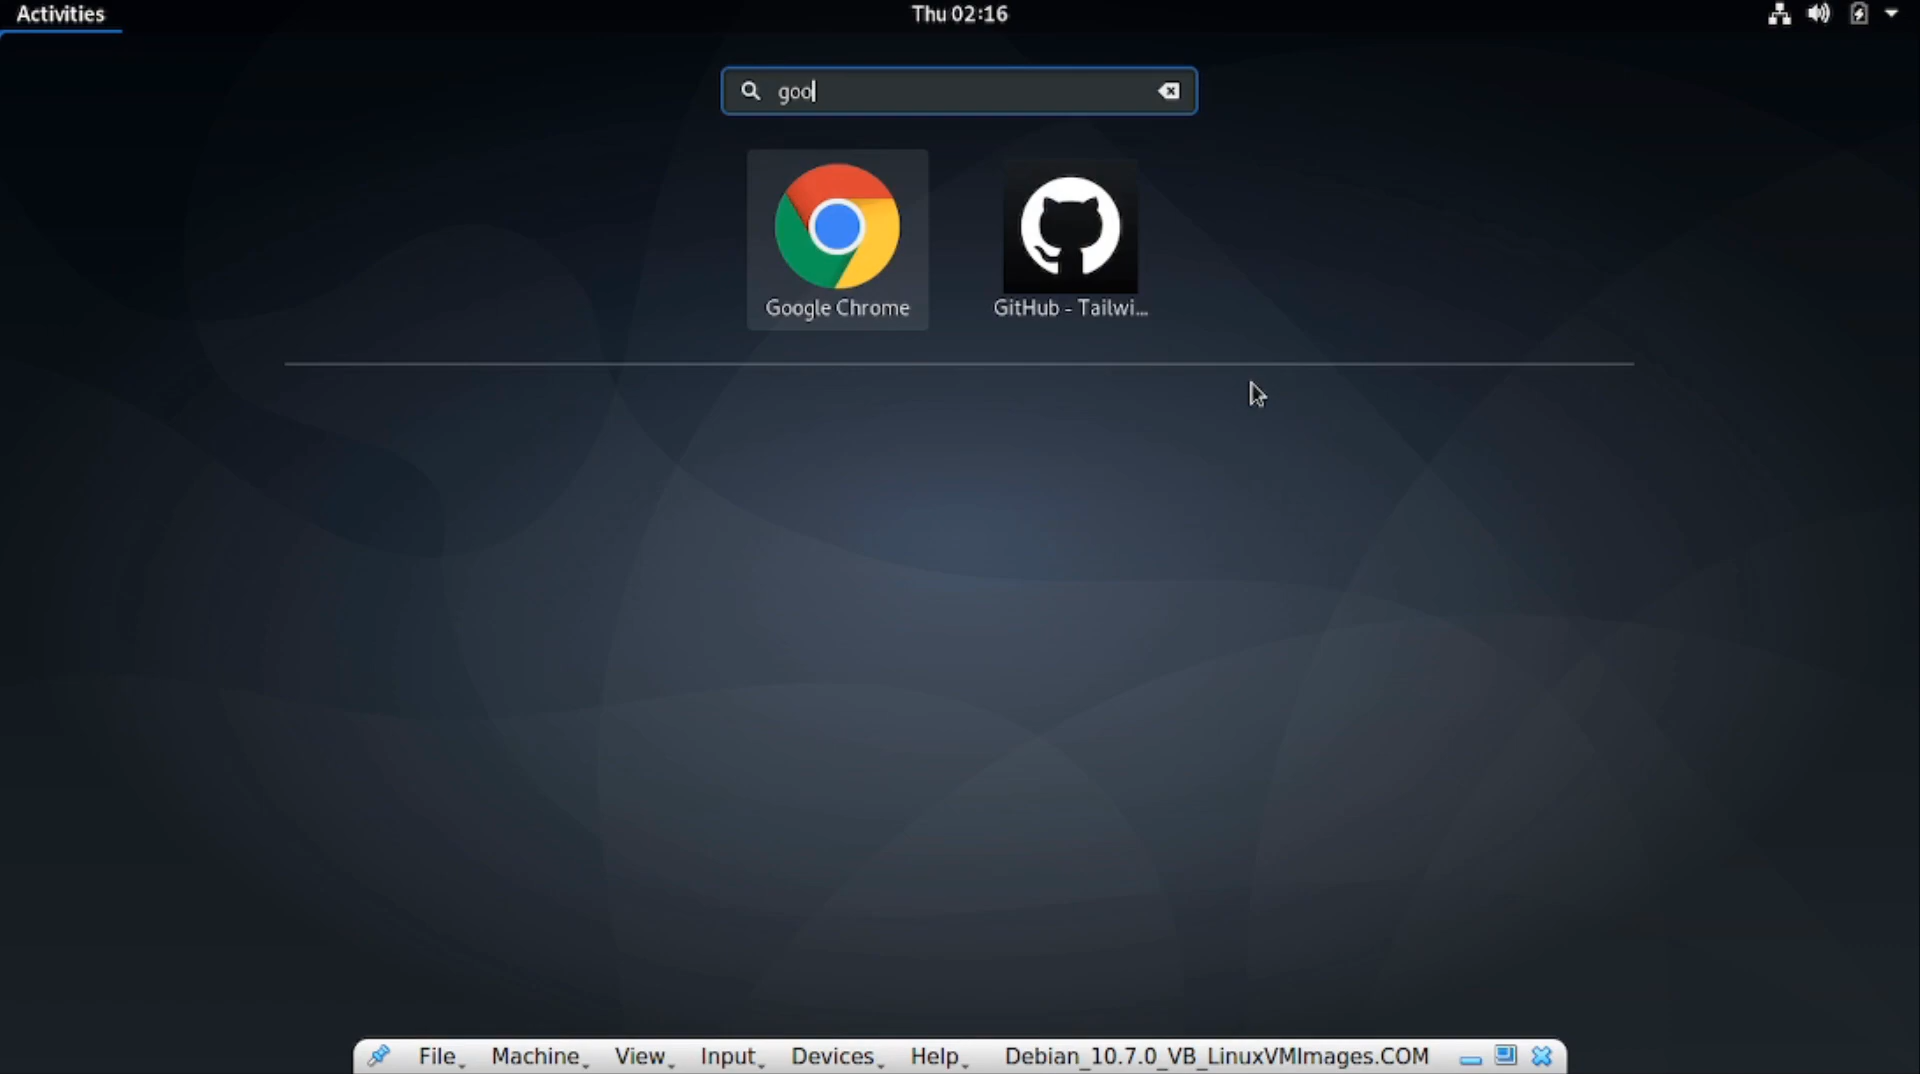 Activities
Thu 02:16
goo
Google Chrome
GitHub - Tailwi...
File
Machine
View
Input
Devices
Help
Debian_10.7.0_VB_LinuxVMImages.COM